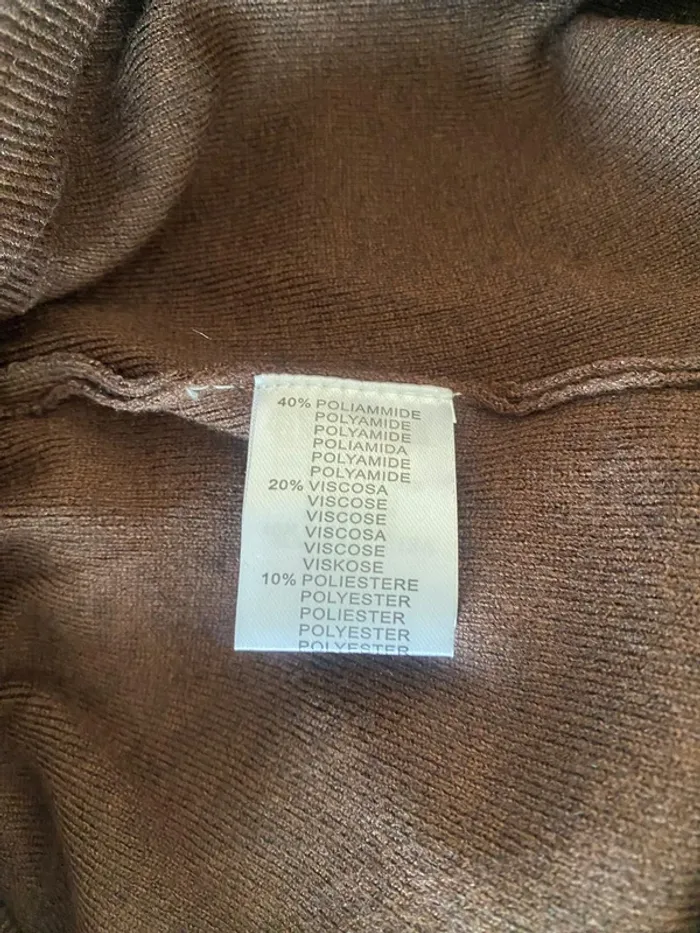 40% POLIAMMIDE
POLYAMIDE
POLYAMIDE
POLIAMIDA
POLYAMIDE
POLYAMIDE
20% VISCOSA
VISCOSE
VISCOSE
VISCOSA
VISCOSE
VISKOSE
10% POLIESTERE
POLYESTER
POLIESTER
POLYESTER
POLYESTER